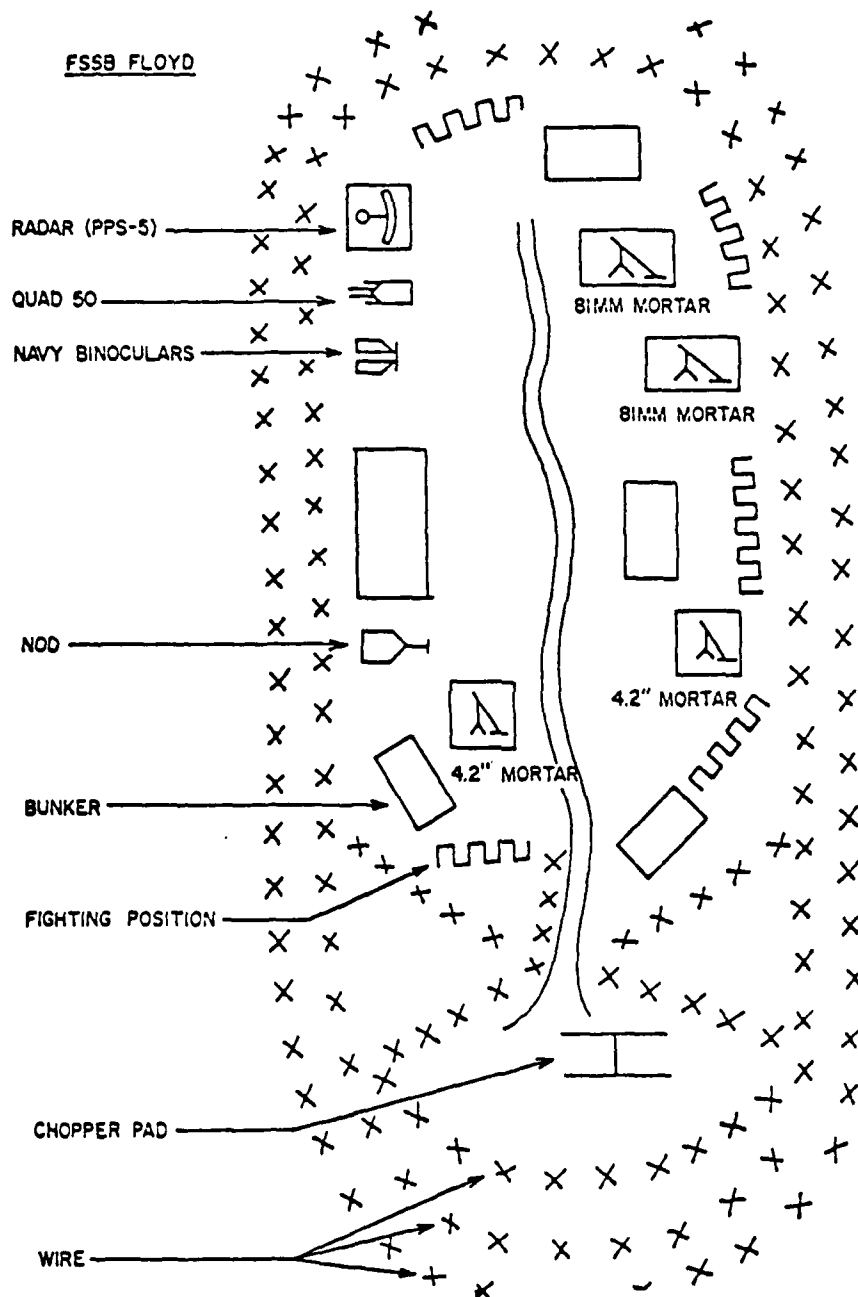 FSSB FLOYD
RADAR (PPS-5)
QUAD 50
NAVY BINOCULARS
81MM MORTAR
81MM MORTAR
NOD
4.2" MORTAR
4.2" MORTAR
BUNKER
FIGHTING POSITION
CHOPPER PAD
WIRE